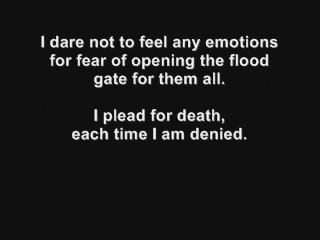 I dare not to feel any emotions
for fear of opening the flood
gate for them all.
I plead for death,
each time I am denied.